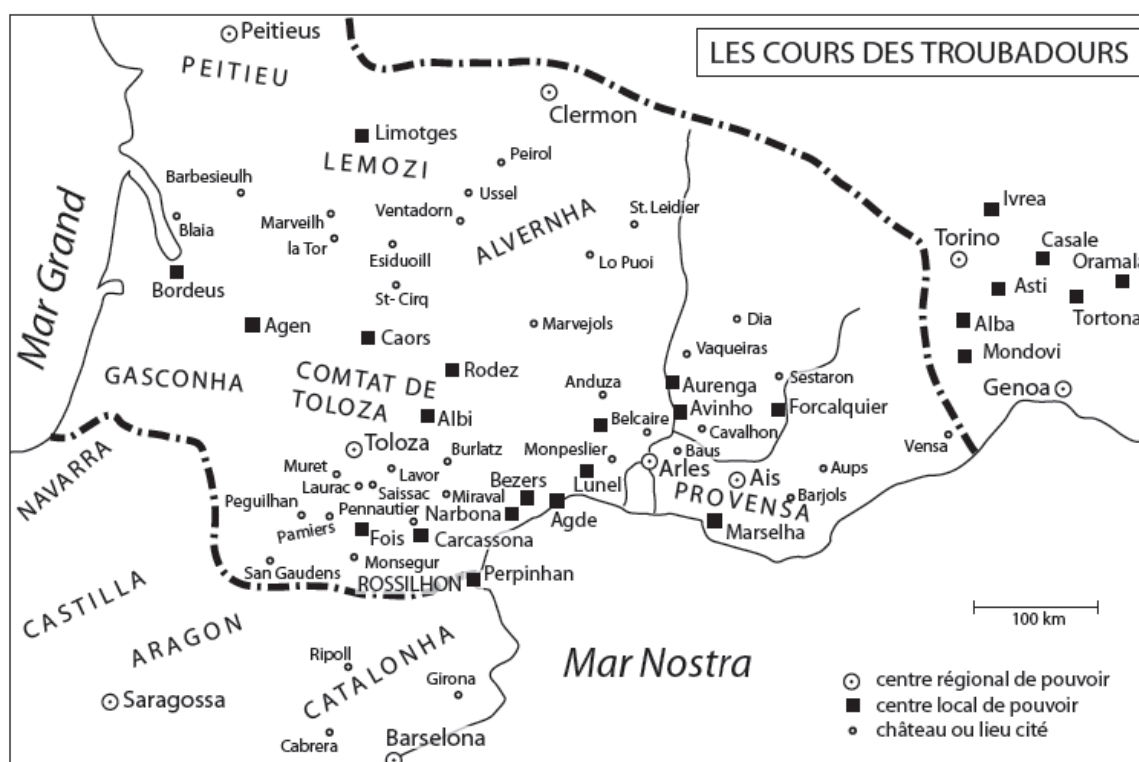 LES COURS DES TROUBADOURS
Peitieus
PEITIEU
Clermon
Limotges
LEMOZI
Peirol
Barbesieulh
Ussel
Marveilh
Ventadorn
ALVERNHA
St. Leidier
Ivrea
Blaia
la Tor
Torino
Casale
Oramala
Esiduoill
Lo Puoi
Mar Grand
Bordeus
St- Cirq
Asti
Tortona
Agen
Caors
Marvejols
Dia
Alba
Vaqueiras
Mondovi
GASCONHA
COMTAT DE
TOLOZA
Rodez
Anduza
Aurenga
Sestaron
Genoa
Albi
Belcaire
Avinho
Forcalquier
Cavalhon
Vensa
Toloza
Burlatz
Monpeslier
Baus
NAVARRA
Muret
Lavor
Arles
Ais
Aups
Laurac
Saissac
Miraval
Bezers
Lunel
PROVENSA
Barjols
Peguilhan
Pennautier
Narbona
Agde
Pamiers
Marselha
Fois
Carcassona
San Gaudens
Monsegur
ROSSILHON
Perpinhan
CASTILLA
ARAGON
100 km
Ripoll
CATALONHA
Mar Nostra
Girona
Saragossa
Cabrera
Barselona
centre régional de pouvoir
centre local de pouvoir
château ou lieu cité